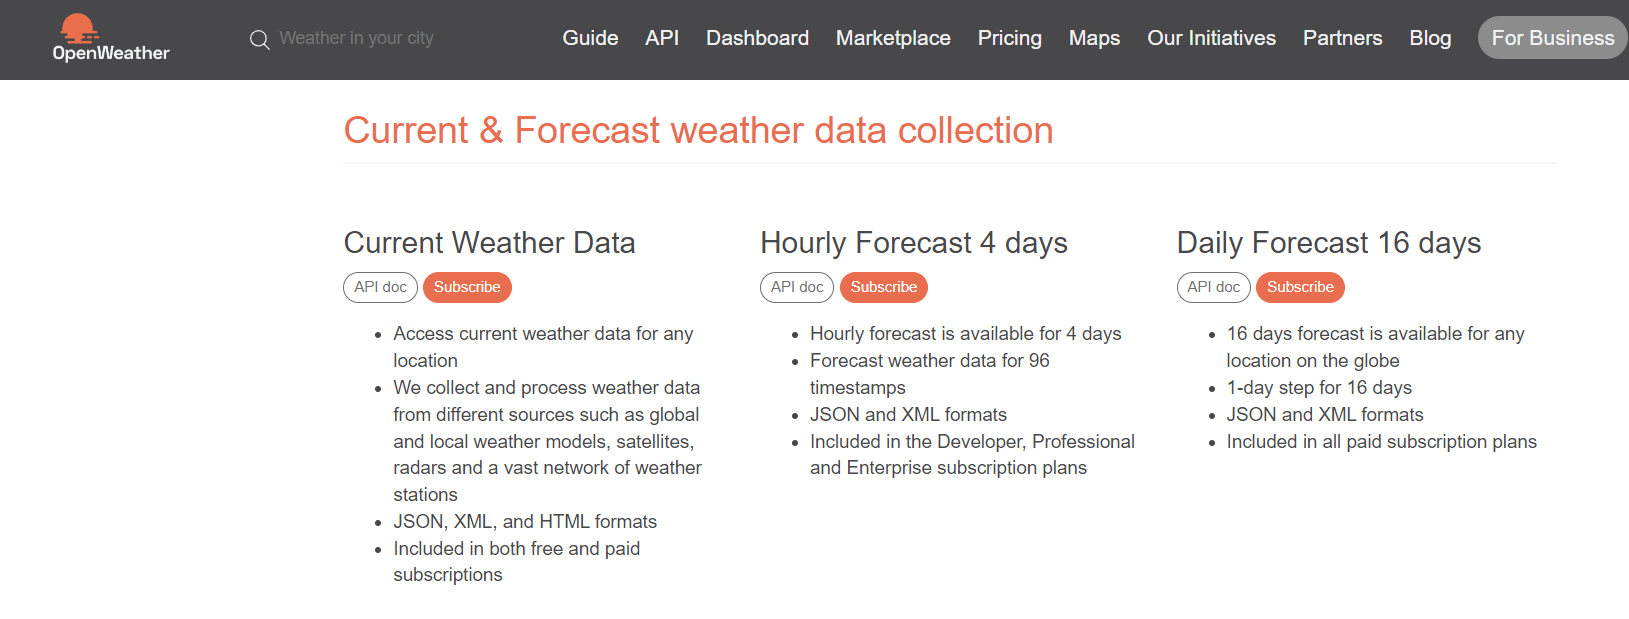 OpenWeather
Weather in your city
Guide
API
Dashboard
Marketplace
Pricing
Maps
Our Initiatives
Partners
Blog
For Business
Current & Forecast weather data collection
Current Weather Data
API doc
Subscribe
• Access current weather data for any
location
• We collect and process weather data
from different sources such as global
and local weather models, satellites,
radars and a vast network of weather
stations
• JSON, XML, and HTML formats
• Included in both free and paid
subscriptions
Hourly Forecast 4 days
API doc
Subscribe
• Hourly forecast is available for 4 days
• Forecast weather data for 96
timestamps
• JSON and XML formats
• Included in the Developer, Professional
and Enterprise subscription plans
Daily Forecast 16 days
API doc
Subscribe
• 16 days forecast is available for any
location on the globe
• 1-day step for 16 days
• JSON and XML formats
• Included in all paid subscription plans